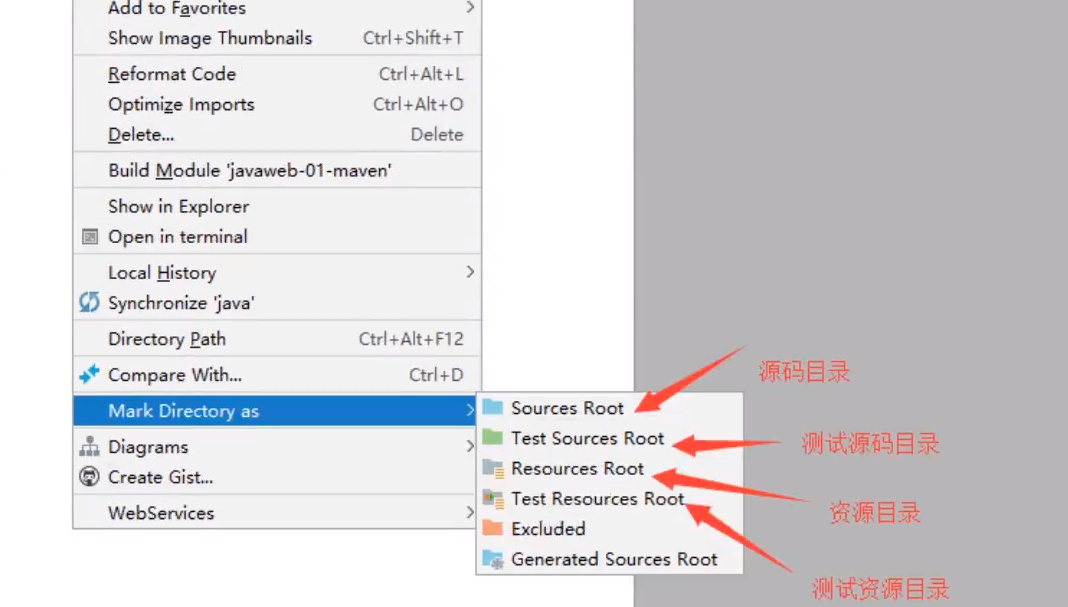 Add to Favorites
Show Image Thumbnails Ctrl+Shift+T
Reformat Code Ctrl+Alt+L
Optimize Imports Ctrl+Alt+O
Delete... Delete
Build Module 'javaweb-01-maven'
Show in Explorer
Open in terminal
Local History
Synchronize 'java'
Directory Path Ctrl+Alt+F12
Compare With... Ctrl+D
Mark Directory as
Diagrams
Create Gist...
WebServices
Sources Root
Test Sources Root
Resources Root
Test Resources Root
Excluded
Generated Sources Root
源码目录
测试源码目录
资源目录
测试资源目录